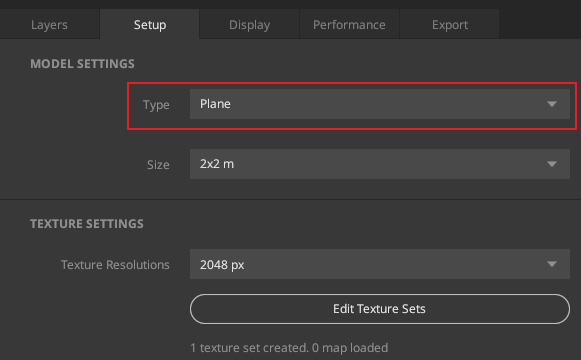 Layers Setup Display Performance Export
MODEL SETTINGS
Type Plane
Size 2x2 m
TEXTURE SETTINGS
Texture Resolutions 2048 px
Edit Texture Sets
1 texture set created. 0 map loaded